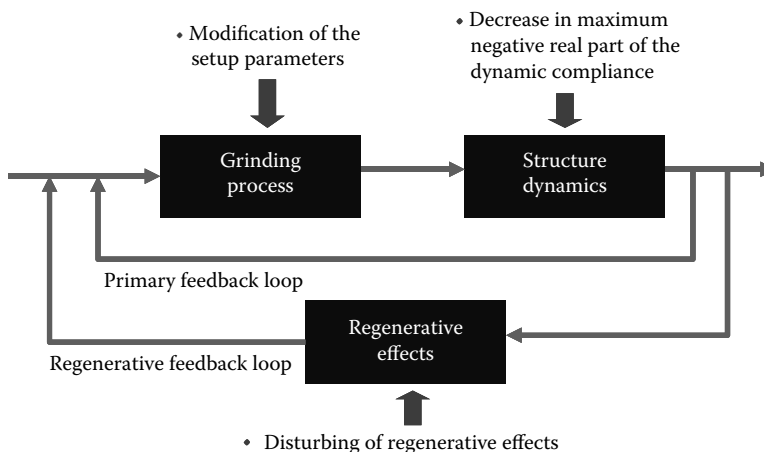 • Modification of the
setup parameters
• Decrease in maximum
negative real part of the
dynamic compliance
Grinding
process
Structure
dynamics
Primary feedback loop
Regenerative
effects
Regenerative feedback loop
• Disturbing of regenerative effects